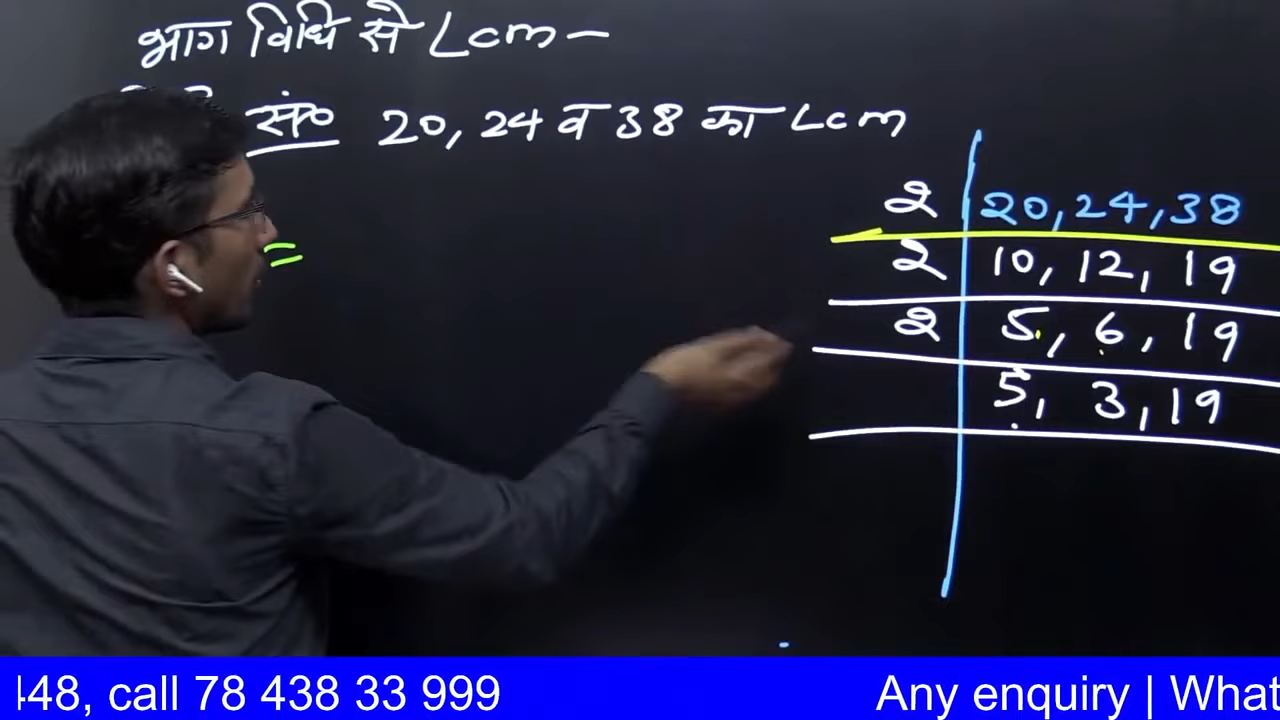 भाग विधि से Lcm –
सं० 20, 24 व 38 का Lcm
=
2 20, 24, 38
2 10, 12, 19
2 5, 6, 19
5, 3, 19
448, call 78 438 33 999 Any enquiry | What